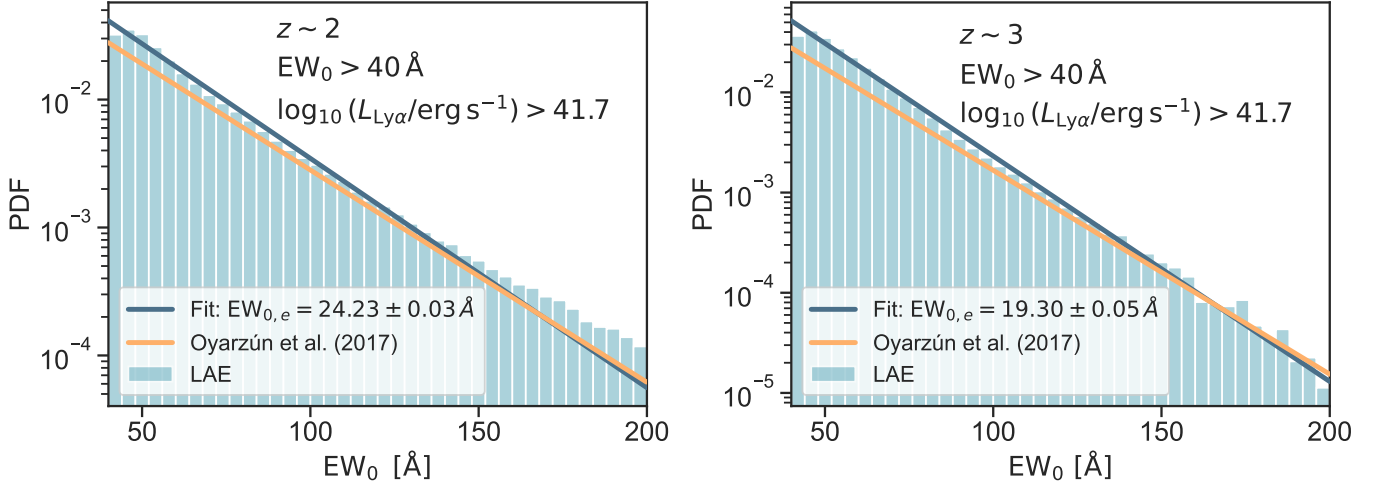 z ~ 2
EW₀ > 40 Å
log₁₀ (L_Lyα/erg s⁻¹) > 41.7
PDF
10⁻²
10⁻³
10⁻⁴
Fit: EW₀,ₑ = 24.23 ± 0.03 Å
Oyarzún et al. (2017)
LAE
50 100 150 200
EW₀ [Å]
z ~ 3
EW₀ > 40 Å
log₁₀ (L_Lyα/erg s⁻¹) > 41.7
PDF
10⁻²
10⁻³
10⁻⁴
10⁻⁵
Fit: EW₀,ₑ = 19.30 ± 0.05 Å
Oyarzún et al. (2017)
LAE
50 100 150 200
EW₀ [Å]